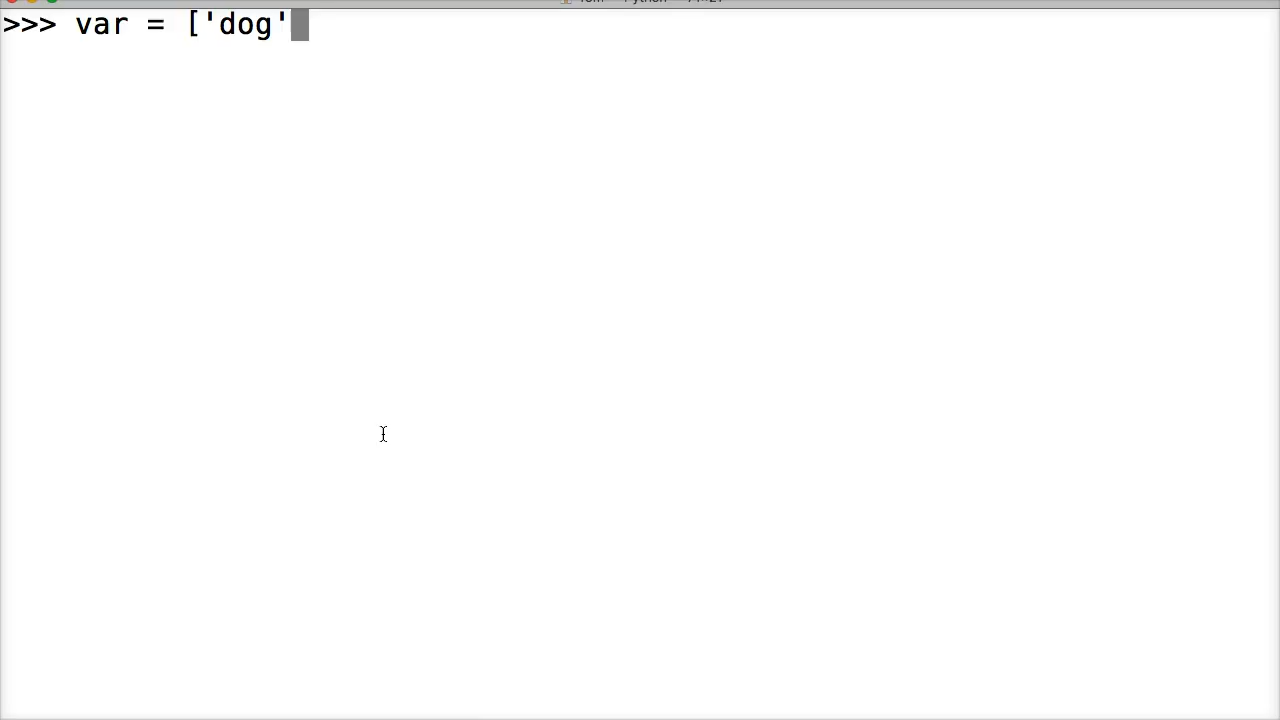 >>> var = ['dog'